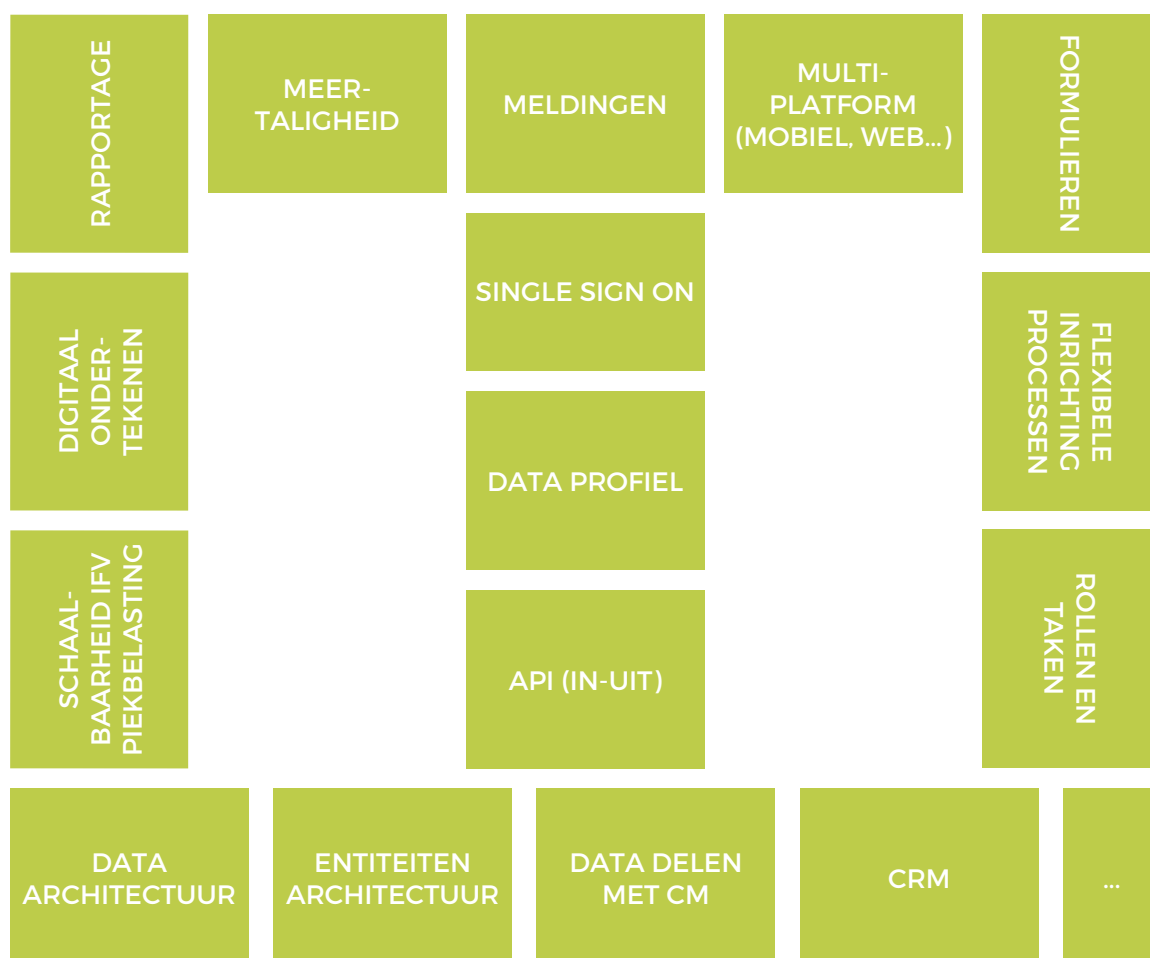 RAPPORTAGE
MEER-
TALIGHEID
MELDINGEN
MULTI-
PLATFORM
(MOBIEL, WEB...)
FORMULIEREN
SINGLE SIGN ON
DIGITAAL
ONDER-
TEKENEN
FLEXIBELE
INRICHTING
PROCESSEN
DATA PROFIEL
SCHAAL-
BAARHEID IFV
PIEKBELASTING
API (IN-UIT)
ROLLEN EN
TAKEN
DATA
ARCHITECTUUR
ENTITEITEN
ARCHITECTUUR
DATA DELEN
MET CM
CRM
...